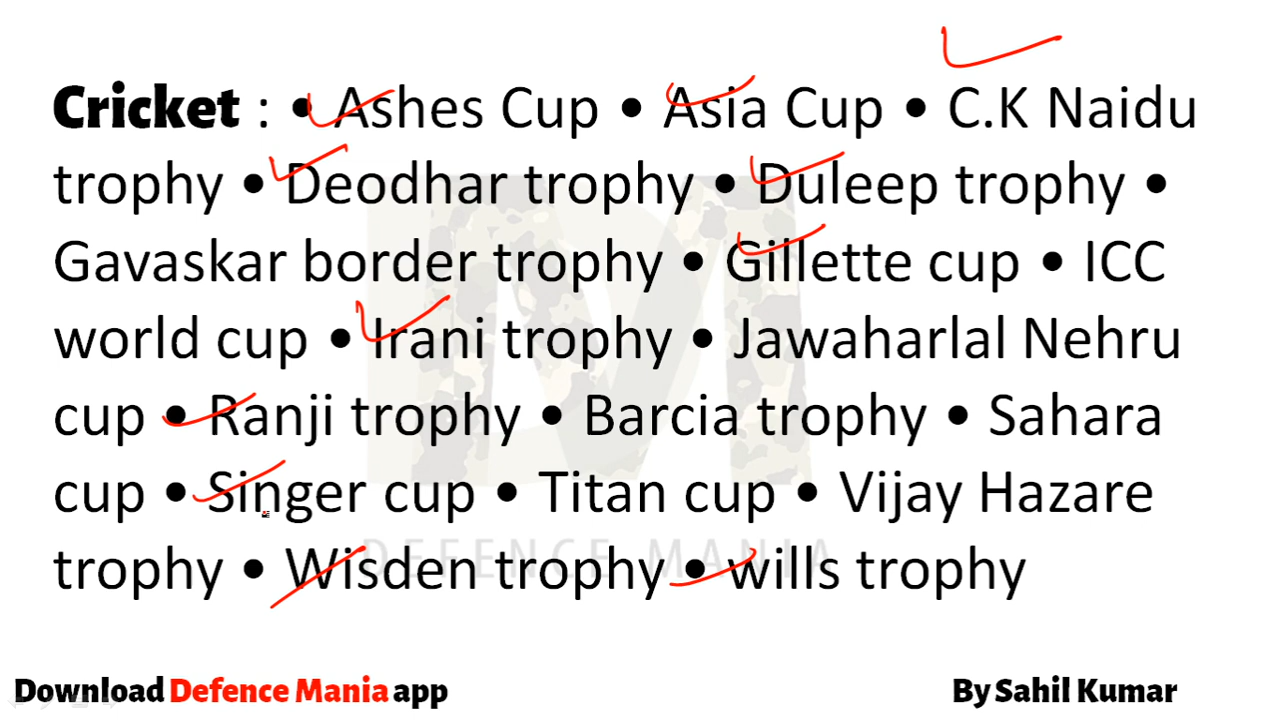 Cricket : • Ashes Cup • Asia Cup • C.K Naidu
trophy • Deodhar trophy • Duleep trophy •
Gavaskar border trophy • Gillette cup • ICC
world cup • Irani trophy • Jawaharlal Nehru
cup • Ranji trophy • Barcia trophy • Sahara
cup • Singer cup • Titan cup • Vijay Hazare
trophy • Wisden trophy • wills trophy
DEFENCE MANIA
Download Defence Mania app
By Sahil Kumar